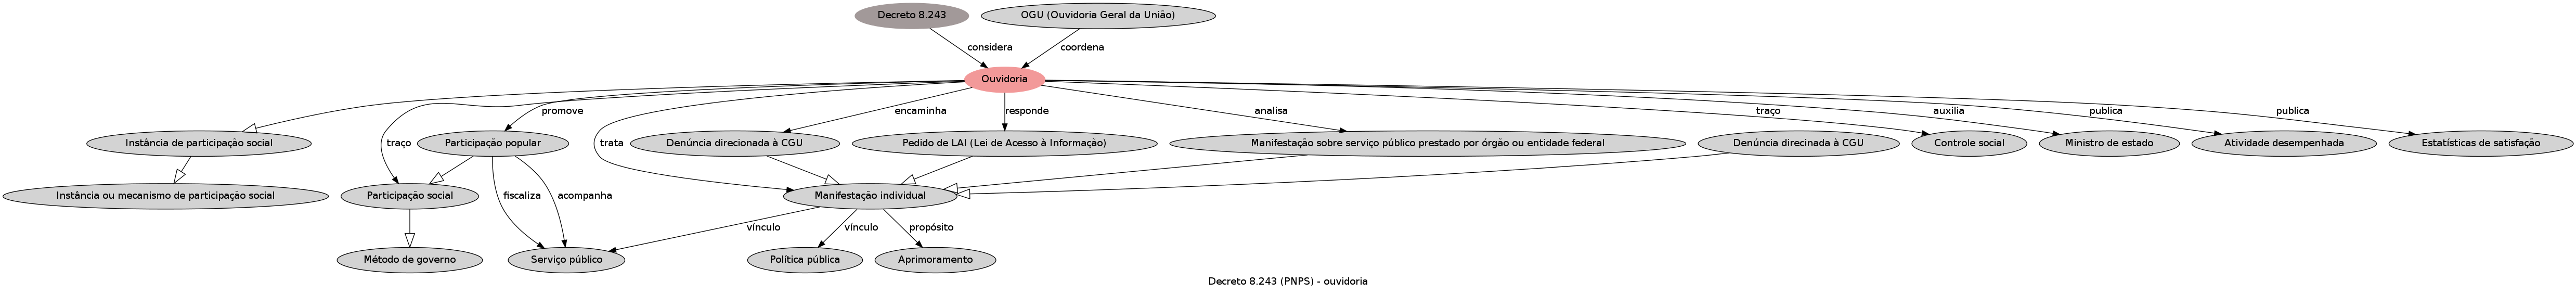 Decreto 8.243
OGU (Ouvidoria Geral da União)
considera
coordena
Ouvidoria
promove
encaminha
responde
analisa
traço
auxilia
publica
publica
Instância de participação social
traço
Participação popular
trata
Denúncia direcionada à CGU
Pedido de LAI (Lei de Acesso à Informação)
Manifestação sobre serviço público prestado por órgão ou entidade federal
Denúncia direcinada à CGU
Controle social
Ministro de estado
Atividade desempenhada
Estatísticas de satisfação
Instância ou mecanismo de participação social
Participação social
fiscaliza
acompanha
Manifestação individual
vínculo
vínculo
propósito
Método de governo
Serviço público
Política pública
Aprimoramento
Decreto 8.243 (PNPS) - ouvidoria